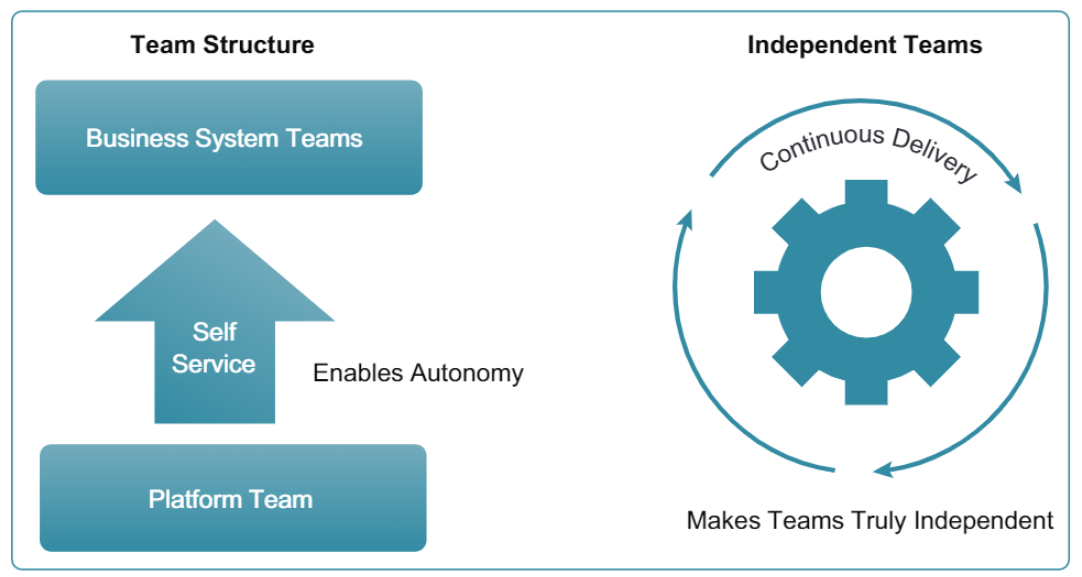 Team Structure
Business System Teams
Self
Service
Enables Autonomy
Platform Team
Independent Teams
Continuous Delivery
Makes Teams Truly Independent